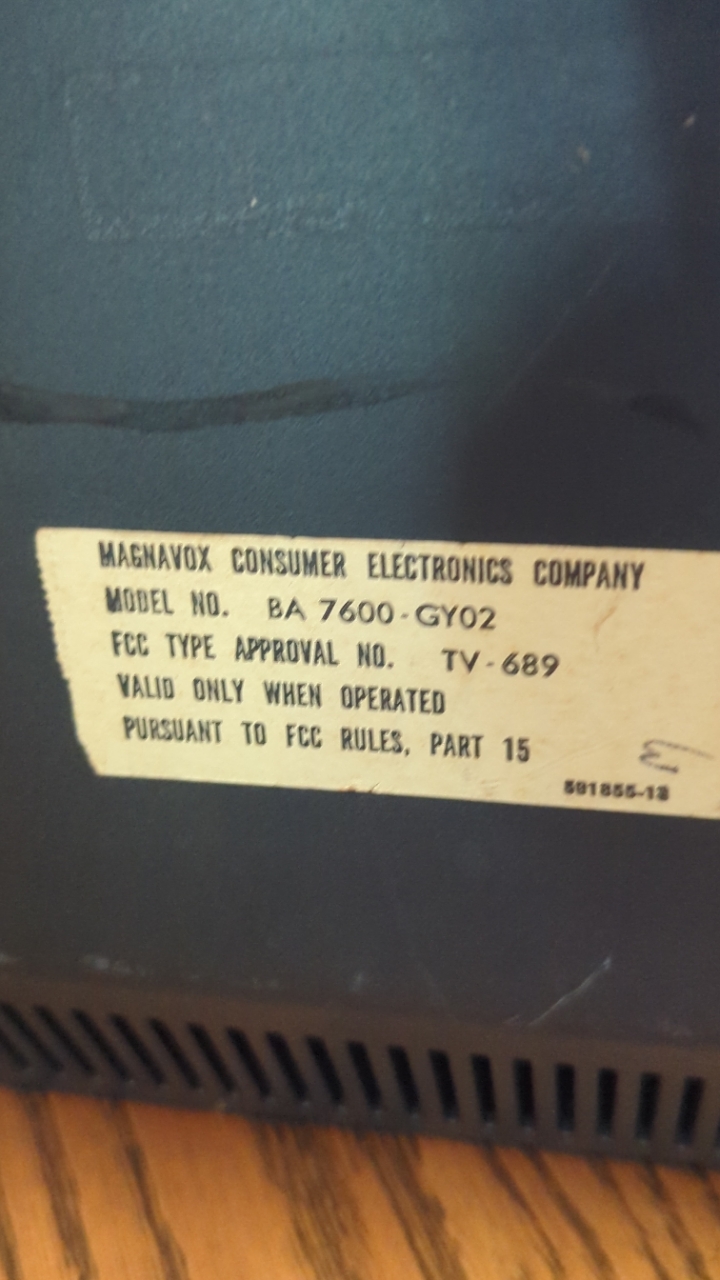 MAGNAVOX CONSUMER ELECTRONICS COMPANY
MODEL NO. BA 7600-GY02
FCC TYPE APPROVAL NO. TV-689
VALID ONLY WHEN OPERATED
PURSUANT TO FCC RULES, PART 15
591855-13